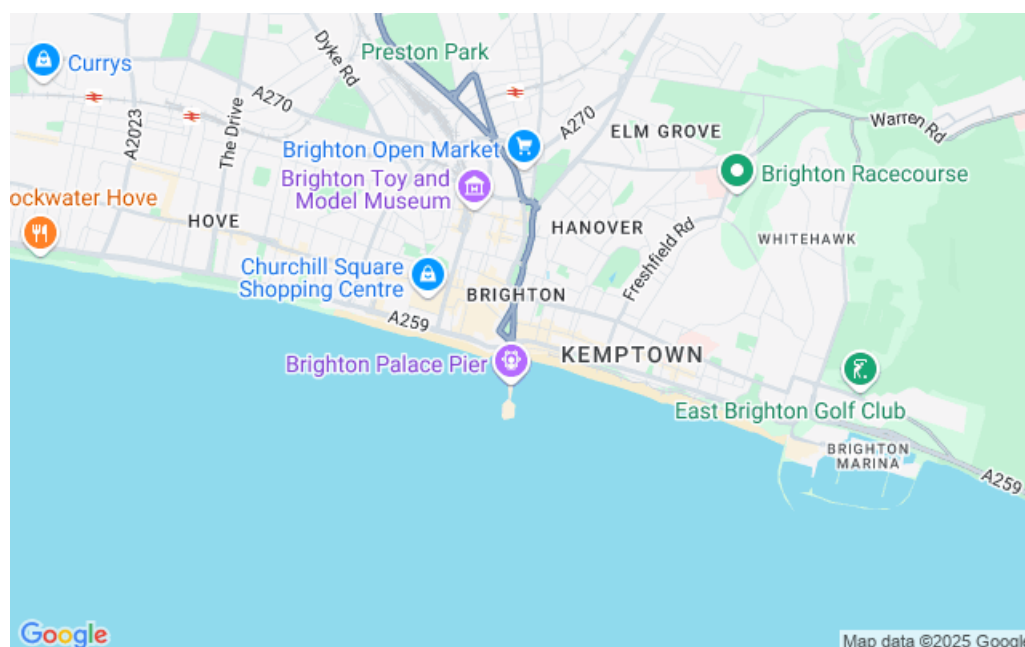 Preston Park
Dyke Rd
Currys
A270
A2023
The Drive
A270
ELM GROVE
Warren Rd
Brighton Open Market
Brighton Toy and
Model Museum
Brighton Racecourse
ockwater Hove
HOVE
HANOVER
Freshfield Rd
WHITEHAWK
Churchill Square
Shopping Centre
BRIGHTON
A259
Brighton Palace Pier
KEMPTOWN
East Brighton Golf Club
BRIGHTON
MARINA
A259
Google
Map data ©2025 Google